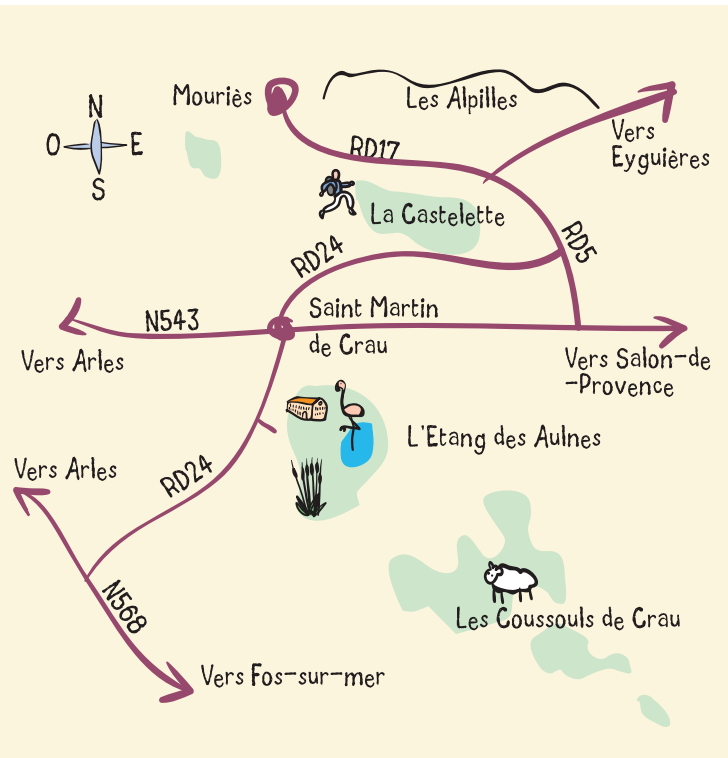 Mouriès
Les Alpilles
N
O E
S
Vers
Eyguières
RD17
La Castelette
RD24
RD5
N543
Saint Martin
de Crau
Vers Arles
Vers Salon-de
-Provence
L'Etang des Aulnes
Vers Arles
RD24
N568
Les Coussouls de Crau
Vers Fos-sur-mer